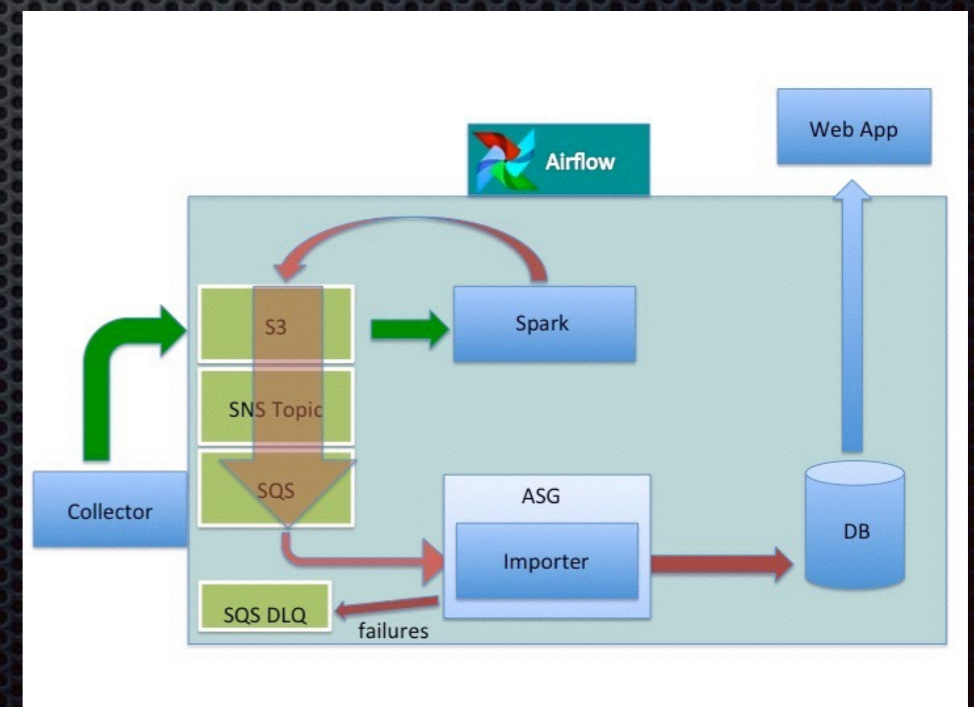 Web App
Airflow
S3
Spark
SNS Topic
SQS
Collector
ASG
Importer
DB
SQS DLQ
failures